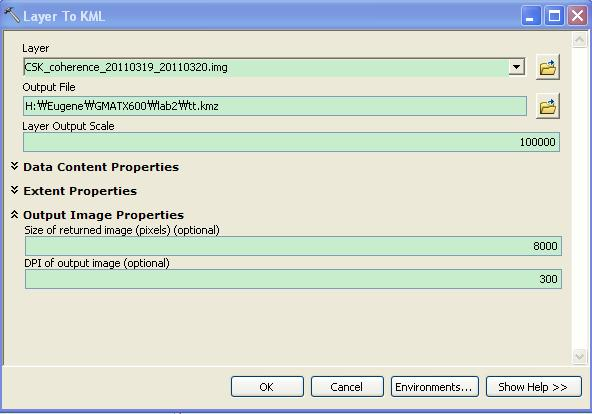 Layer To KML
Layer
CSK_coherence_20110319_20110320.img
Output File
H:₩Eugene₩GMATX600₩lab2₩tt.kmz
Layer Output Scale
100000
Data Content Properties
Extent Properties
Output Image Properties
Size of returned image (pixels) (optional)
8000
DPI of output image (optional)
300
OK
Cancel
Environments...
Show Help >>